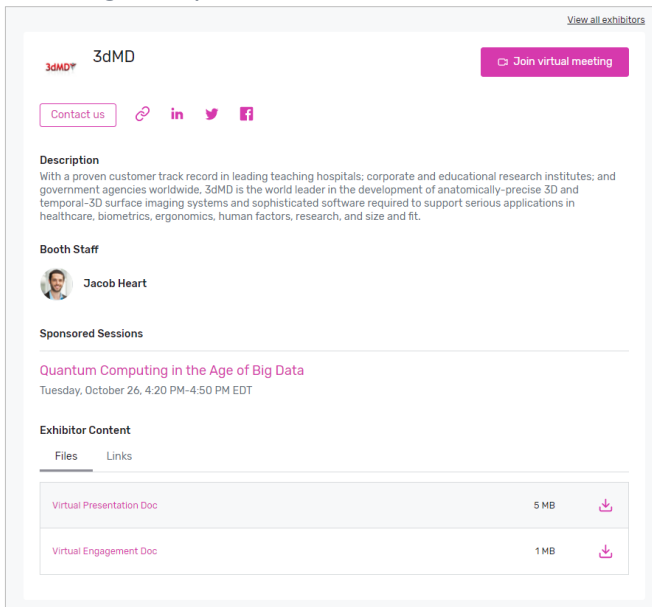 View all exhibitors
3dMD
3dMD
Join virtual meeting
Contact us
Description
With a proven customer track record in leading teaching hospitals; corporate and educational research institutes; and
government agencies worldwide, 3dMD is the world leader in the development of anatomically-precise 3D and
temporal-3D surface imaging systems and sophisticated software required to support serious applications in
healthcare, biometrics, ergonomics, human factors, research, and size and fit.
Booth Staff
Jacob Heart
Sponsored Sessions
Quantum Computing in the Age of Big Data
Tuesday, October 26, 4:20 PM-4:50 PM EDT
Exhibitor Content
Files Links
Virtual Presentation Doc 5 MB
Virtual Engagement Doc 1 MB